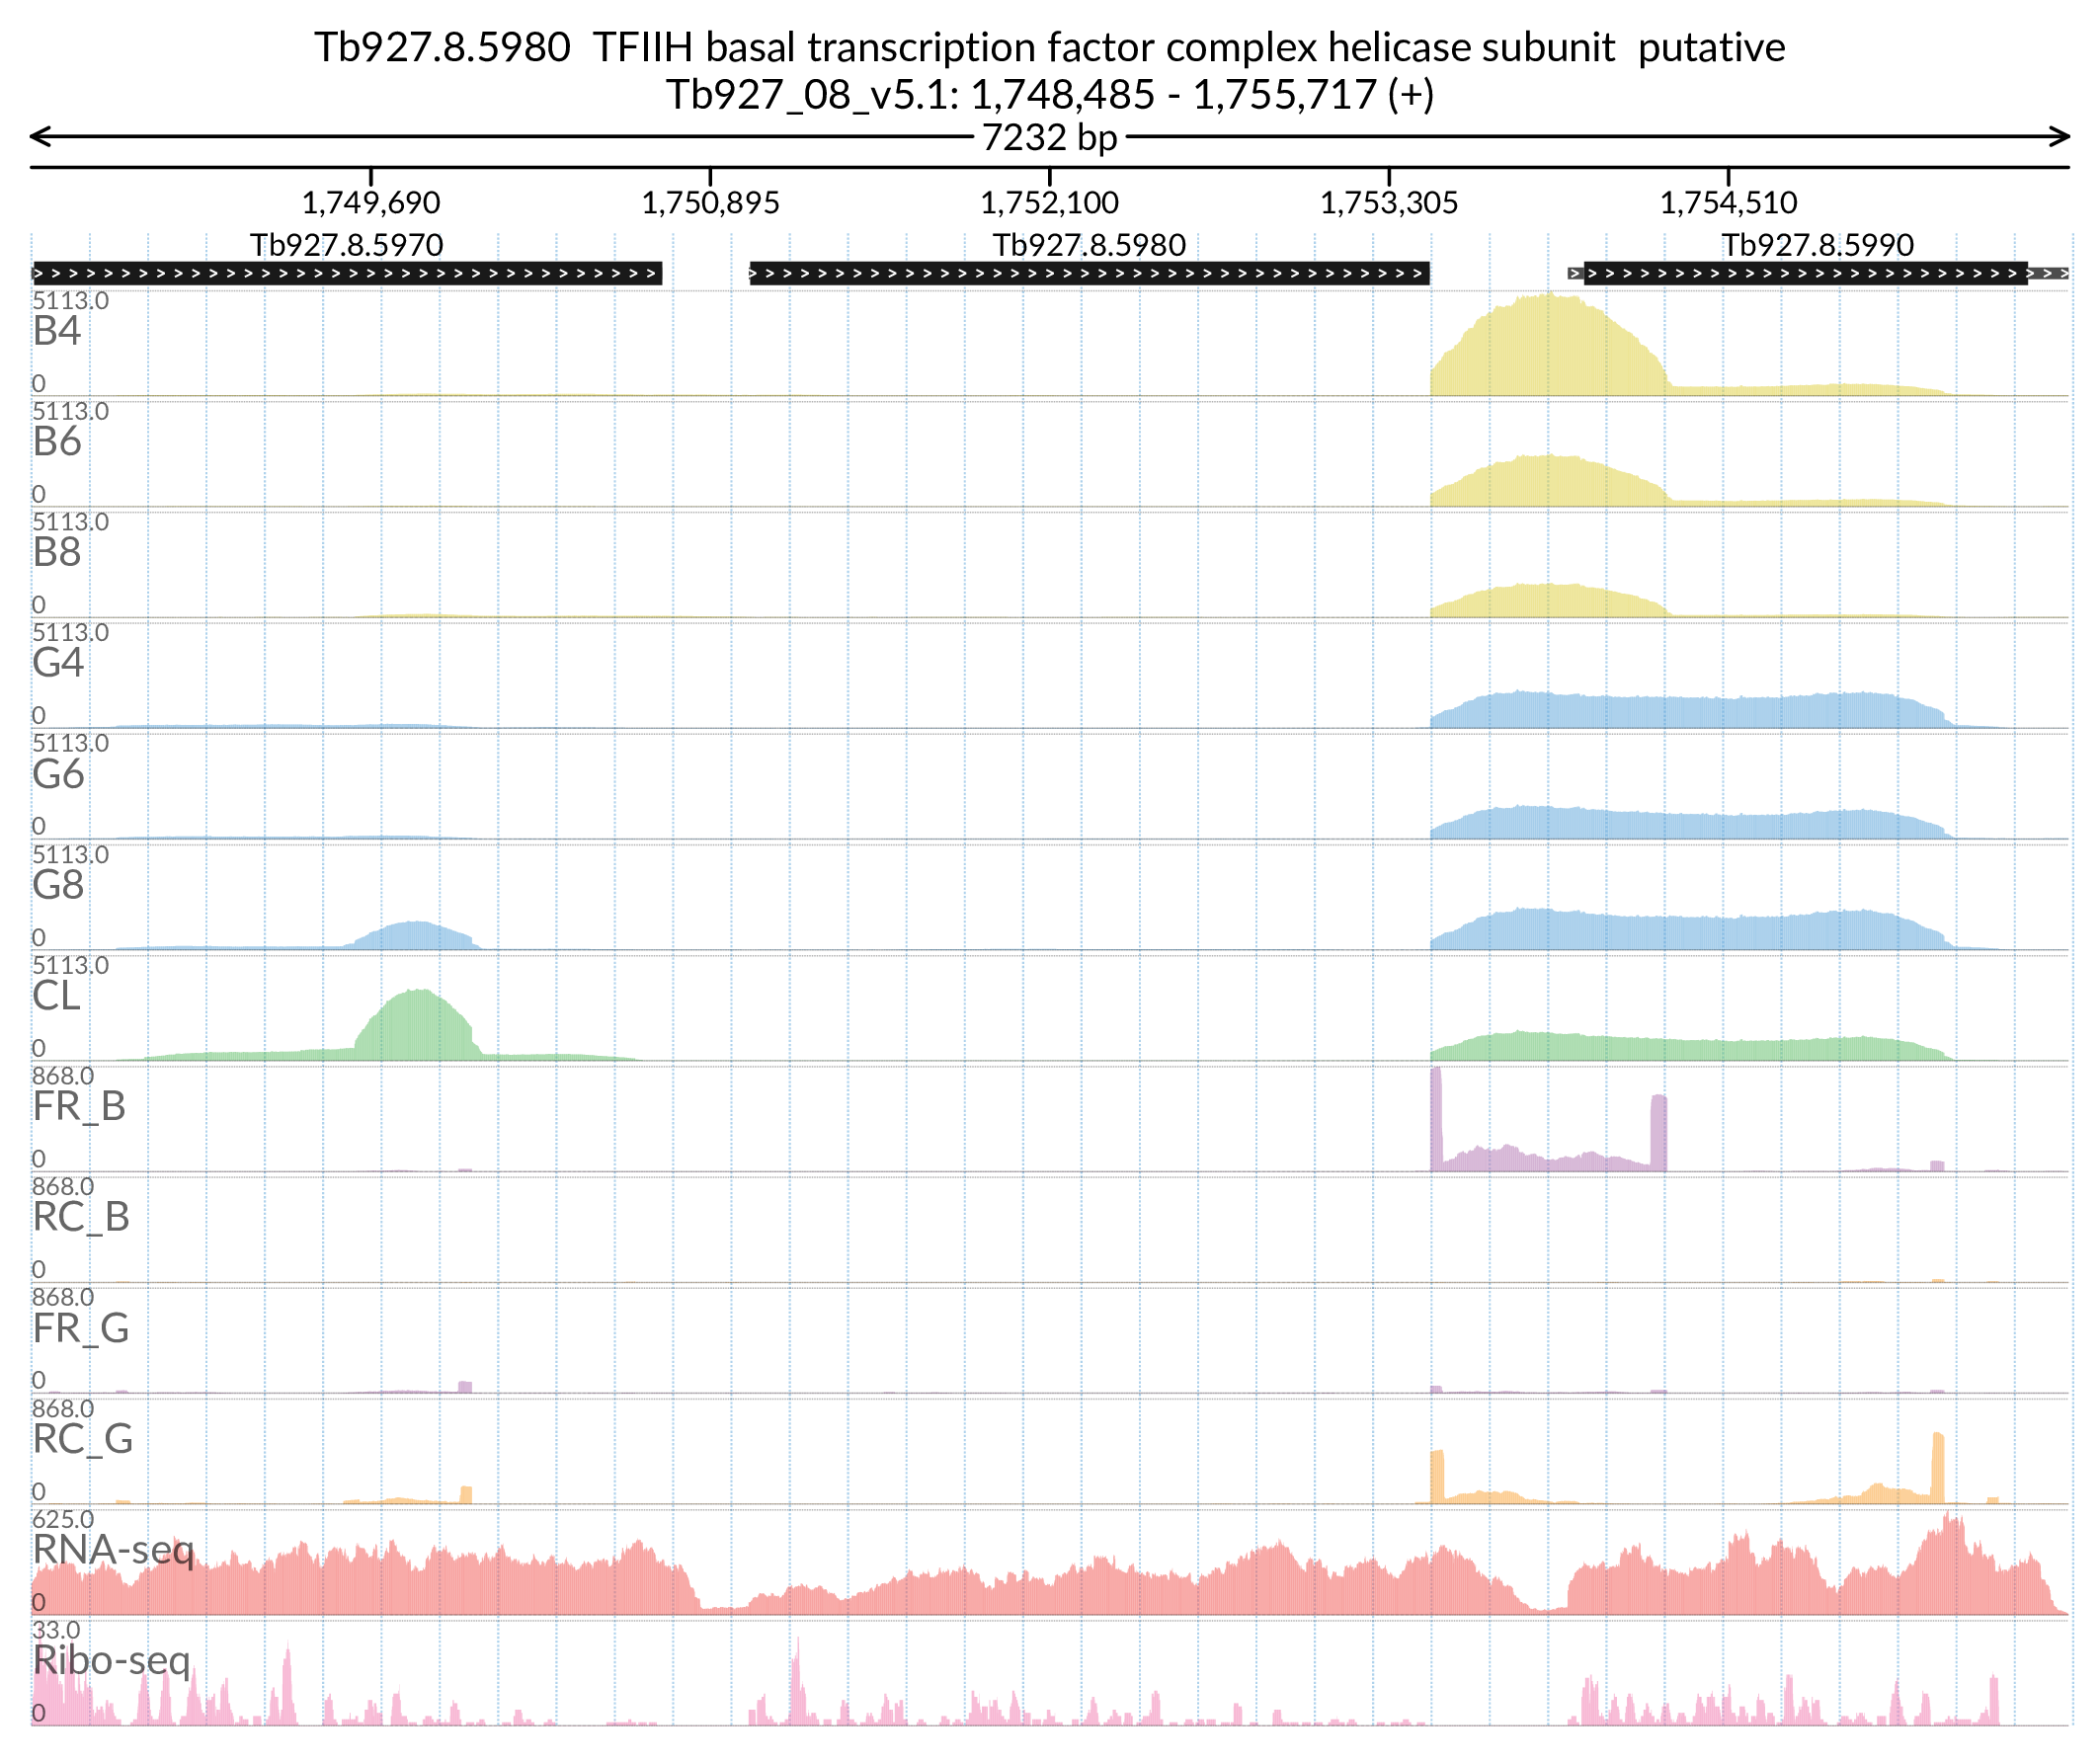 Tb927.8.5980  TFIIH basal transcription factor complex helicase subunit  putative
Tb927_08_v5.1: 1,748,485 - 1,755,717 (+)
7232 bp
1,749,690 1,750,895 1,752,100 1,753,305 1,754,510
Tb927.8.5970 Tb927.8.5980 Tb927.8.5990
5113.0
B4
0
5113.0
B6
0
5113.0
B8
0
5113.0
G4
0
5113.0
G6
0
5113.0
G8
0
5113.0
CL
0
868.0
FR_B
0
868.0
RC_B
0
868.0
FR_G
0
868.0
RC_G
0
625.0
RNA-seq
0
33.0
Ribo-seq
0